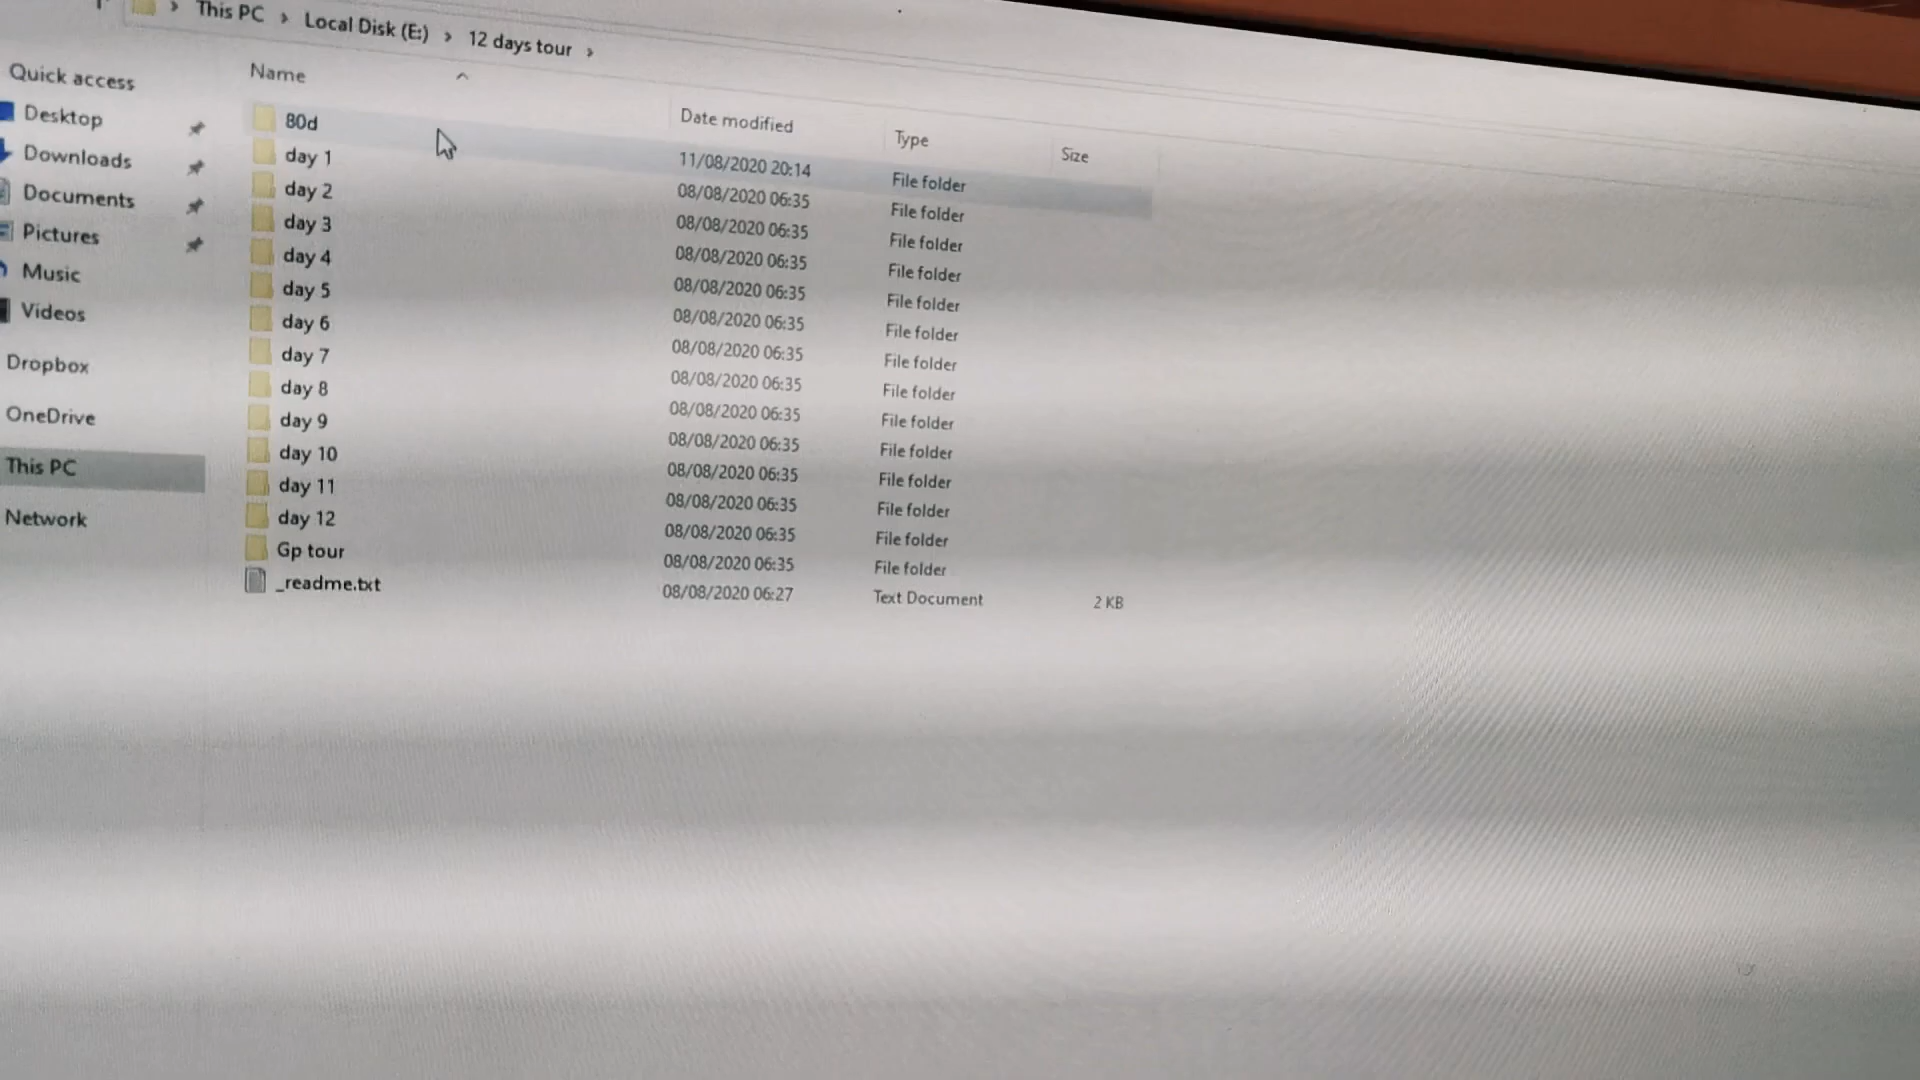 This PC > Local Disk (E:) > 12 days tour >
Quick access
Desktop
Downloads
Documents
Pictures
Music
Videos
Dropbox
OneDrive
This PC
Network
Name Date modified Type Size
80d 11/08/2020 20:14 File folder
day 1 08/08/2020 06:35 File folder
day 2 08/08/2020 06:35 File folder
day 3 08/08/2020 06:35 File folder
day 4 08/08/2020 06:35 File folder
day 5 08/08/2020 06:35 File folder
day 6 08/08/2020 06:35 File folder
day 7 08/08/2020 06:35 File folder
day 8 08/08/2020 06:35 File folder
day 9 08/08/2020 06:35 File folder
day 10 08/08/2020 06:35 File folder
day 11 08/08/2020 06:35 File folder
day 12 08/08/2020 06:35 File folder
Gp tour 08/08/2020 06:35 File folder
_readme.txt 08/08/2020 06:27 Text Document 2 KB